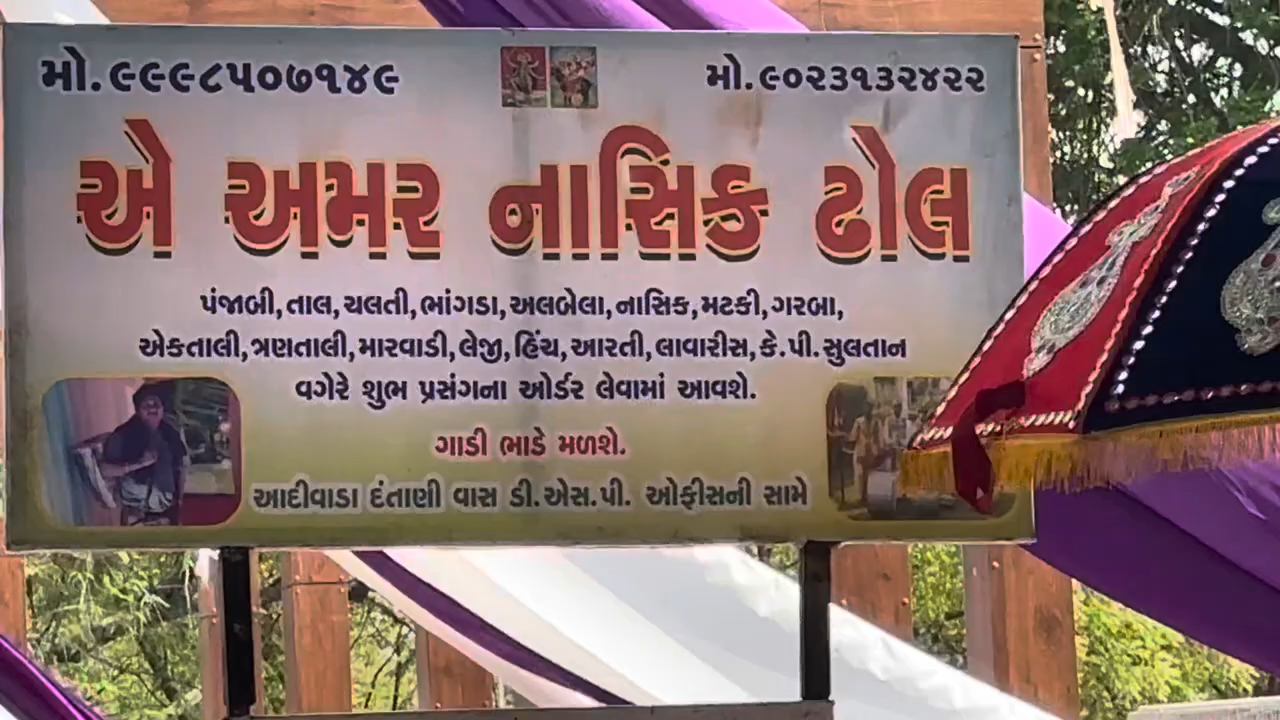 મો.૯૯૯૮૫૦૭૧૪૯ મો.૯૦૨૩૧૩૨૪૨૨
એ અમર નાસિક ઢોલ
પંજાબી,તાલ,ચલતી,ભાંગડા,અલબેલા,નાસિક,મટકી,ગરબા,
એકતાલી,ત્રણતાલી,મારવાડી,લેજી,હિંચ,આરતી,લાવારીસ,કે.પી.સુલતાન
વગેરે શુભ પ્રસંગના ઓર્ડર લેવામાં આવશે.
ગાડી ભાડે મળશે.
આદીવાડા દંતાણી વાસ ડી.એસ.પી. ઓફીસની સામે